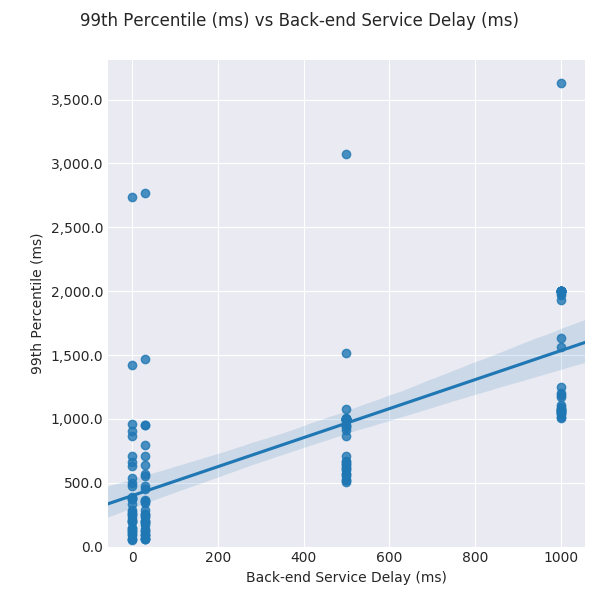 99th Percentile (ms) vs Back-end Service Delay (ms)
3,500.0
3,000.0
2,500.0
2,000.0
1,500.0
1,000.0
500.0
0.0
99th Percentile (ms)
0 200 400 600 800 1000
Back-end Service Delay (ms)